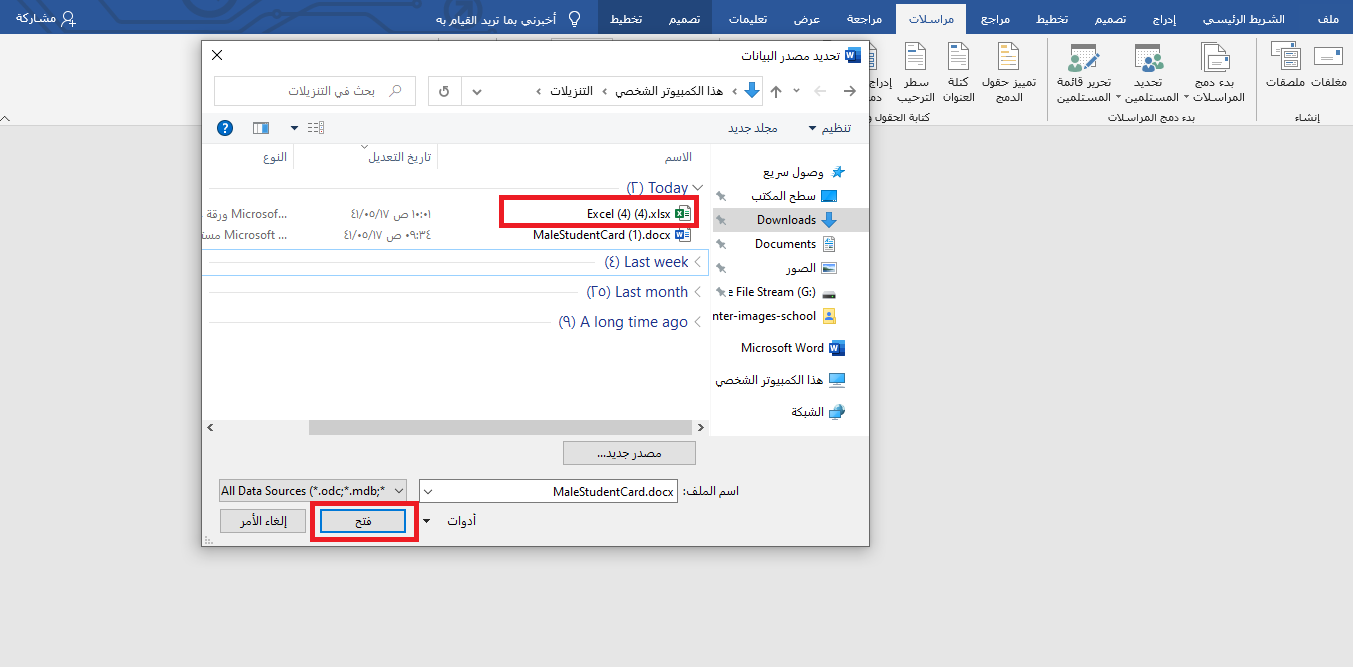 ملف
الشريط الرئيسي
إدراج
تصميم
تخطيط
مراجع
مراسلات
مراجعة
عرض
تعليمات
تصميم
تخطيط
أخبرني بما تريد القيام به
مشاركة
مغلفات
ملصقات
إنشاء
بدء دمج
المراسلات
تحديد
المستلمين
تحرير قائمة
المستلمين
بدء دمج المراسلات
تمييز حقول
الدمج
كتلة
العنوان
سطر
الترحيب
إدراج
كتابة الحقول و
تحديد مصدر البيانات
هذا الكمبيوتر الشخصي
التنزيلات
بحث في التنزيلات
تنظيم
مجلد جديد
وصول سريع
سطح المكتب
Downloads
Documents
الصور
e File Stream (G:)
nter-images-school
Microsoft Word
هذا الكمبيوتر الشخصي
الشبكة
الاسم
تاريخ التعديل
النوع
Today (٢)
Excel (4) (4).xlsx
١٠:٠١ ص ٤١/٠٥/١٧
ورقة Microsof...
MaleStudentCard (1).docx
٠٩:٣٤ ص ٤١/٠٥/١٧
Microsoft ...
Last week (٤)
Last month (٢٥)
A long time ago (٩)
مصدر جديد...
اسم الملف:
MaleStudentCard.docx
All Data Sources (*.odc;*.mdb;*
أدوات
فتح
إلغاء الأمر